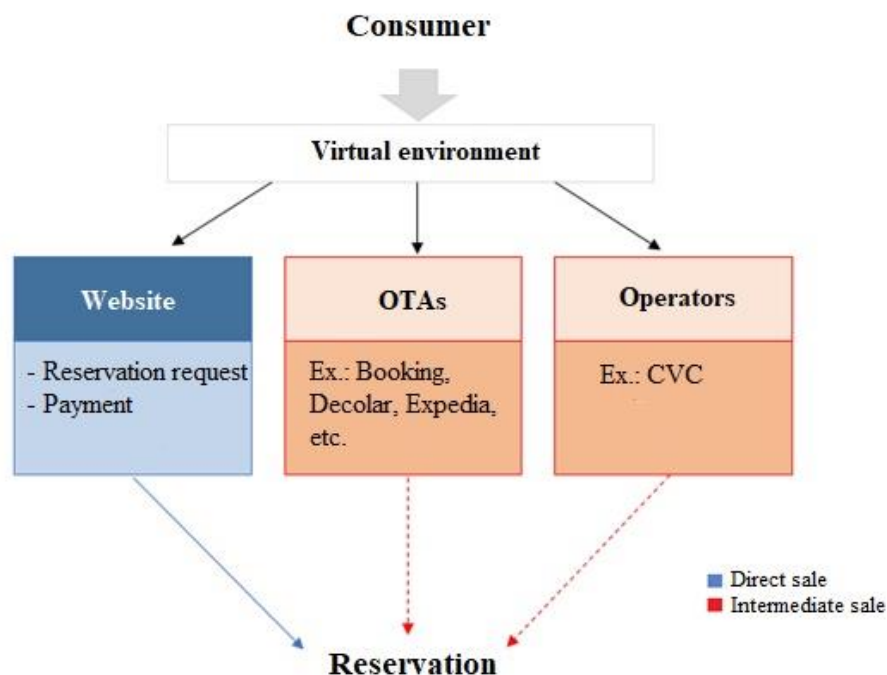 Consumer
Virtual environment
Website
- Reservation request
- Payment
OTAs
Ex.: Booking,
Decolar, Expedia,
etc.
Operators
Ex.: CVC
Direct sale
Intermediate sale
Reservation